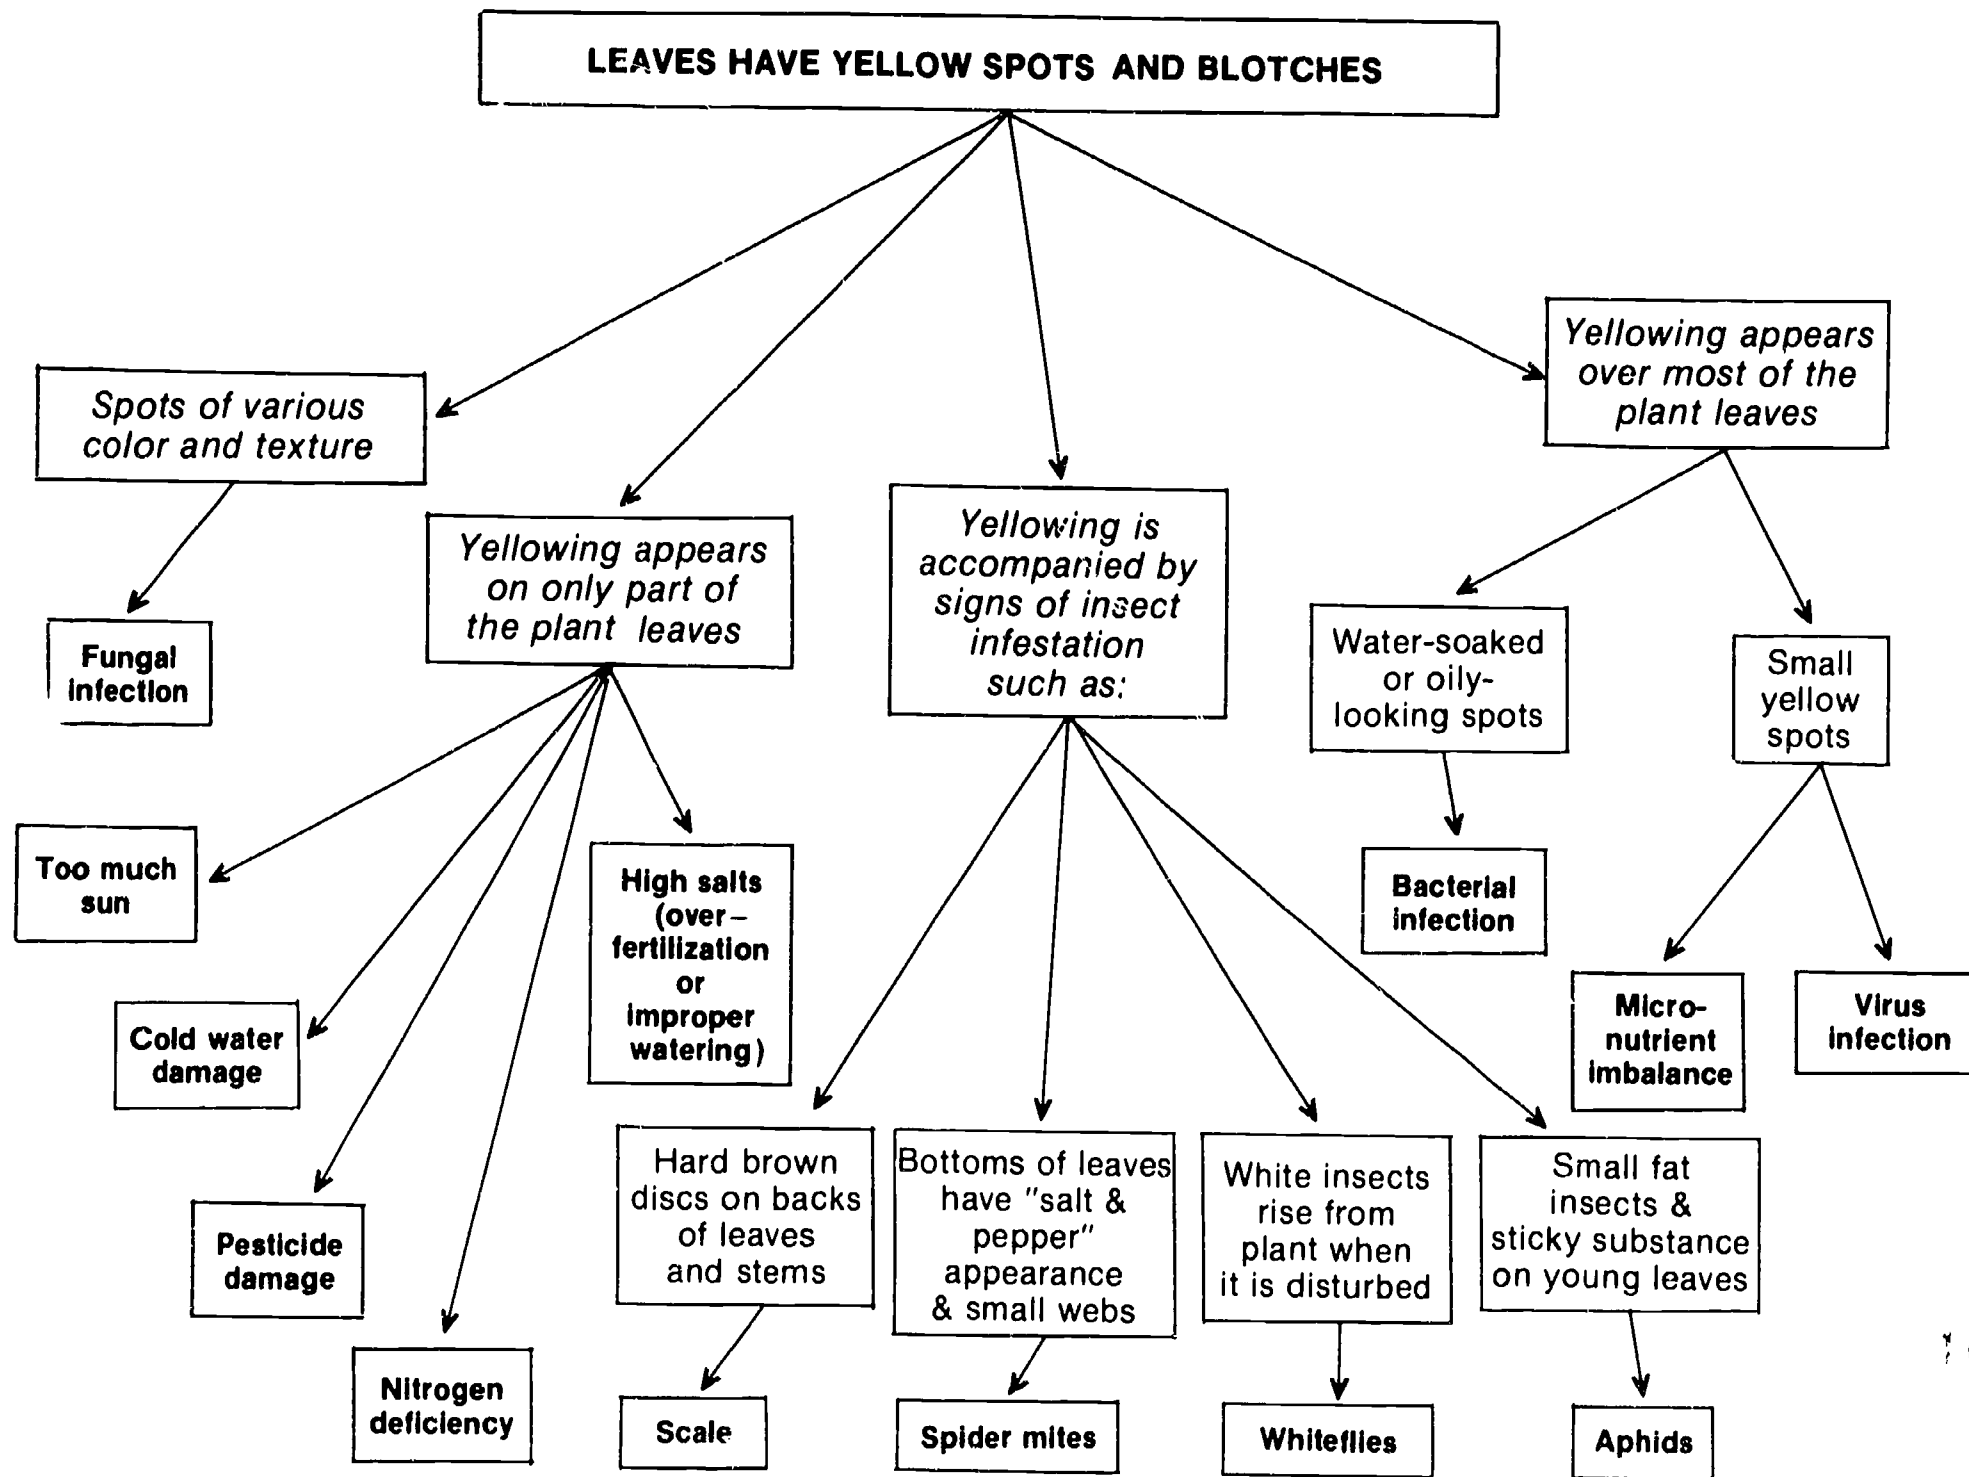 LEAVES HAVE YELLOW SPOTS AND BLOTCHES
Spots of various
color and texture
Fungal
infection
Yellowing appears
on only part of
the plant leaves
Too much
sun
Cold water
damage
Pesticide
damage
Nitrogen
deficiency
High salts
(over-
fertilization
or
improper
watering)
Yellowing is
accompanied by
signs of insect
infestation
such as:
Hard brown
discs on backs
of leaves
and stems
Scale
Bottoms of leaves
have "salt &
pepper"
appearance
& small webs
Spider mites
White insects
rise from
plant when
it is disturbed
Whiteflies
Small fat
insects &
sticky substance
on young leaves
Aphids
Yellowing appears
over most of the
plant leaves
Water-soaked
or oily-
looking spots
Bacterial
infection
Small
yellow
spots
Micro-
nutrient
imbalance
Virus
infection